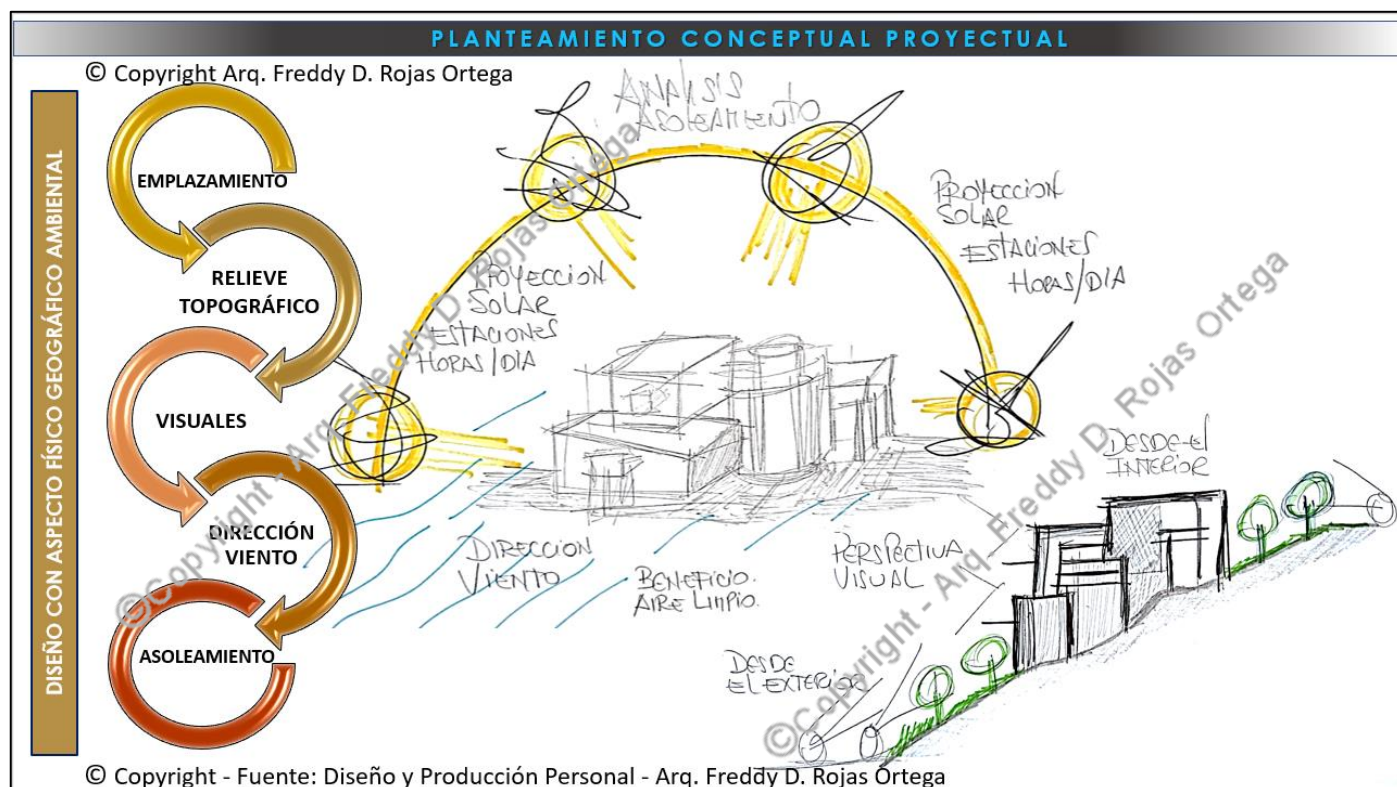 PLANTEAMIENTO CONCEPTUAL PROYECTUAL
© Copyright Arq. Freddy D. Rojas Ortega
DISEÑO CON ASPECTO FÍSICO GEOGRÁFICO AMBIENTAL
EMPLAZAMIENTO
RELIEVE
TOPOGRÁFICO
VISUALES
DIRECCIÓN
VIENTO
ASOLEAMIENTO
ANALISIS
ASOLEAMIENTO
PROYECCION
SOLAR
ESTACIONES
HORAS/DIA
PROYECCION
SOLAR
ESTACIONES
HORAS/DIA
DIRECCION
VIENTO
BENEFICIO.
AIRE LIMPIO.
PERSPECTIVA
VISUAL
DESDE el
INTERIOR
DESDE
EL EXTERIOR
©Copyright - Arq. Freddy D. Rojas Ortega
©Copyright - Arq. Freddy D. Rojas Ortega
© Copyright - Fuente: Diseño y Producción Personal - Arq. Freddy D. Rojas Ortega